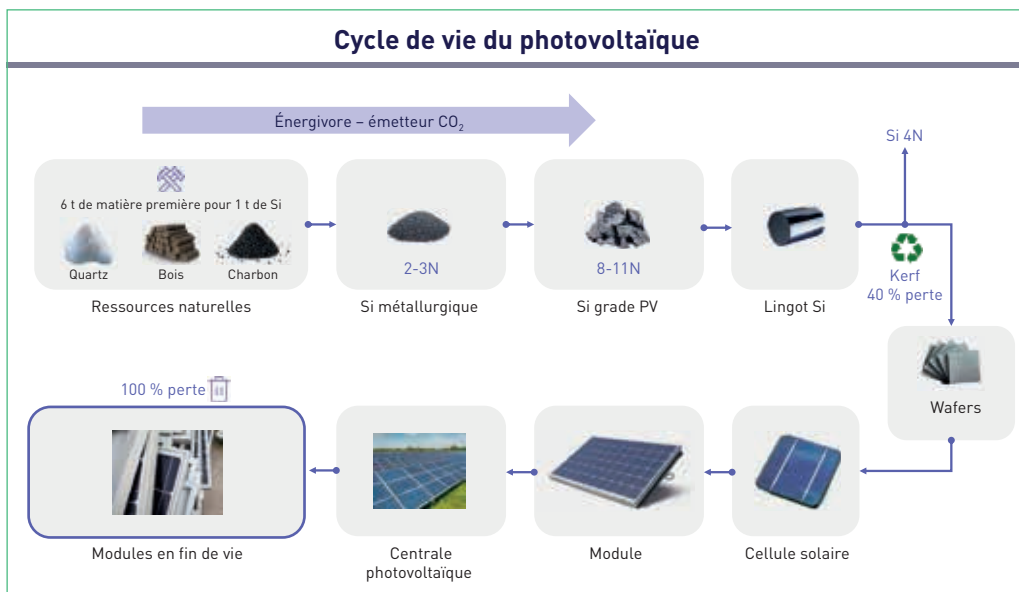 Cycle de vie du photovoltaïque
Énergivore – émetteur CO₂
Si 4N
6 t de matière première pour 1 t de Si
Quartz
Bois
Charbon
2-3N
8-11N
Kerf
40 % perte
Ressources naturelles
Si métallurgique
Si grade PV
Lingot Si
Wafers
100 % perte
Modules en fin de vie
Centrale
photovoltaïque
Module
Cellule solaire